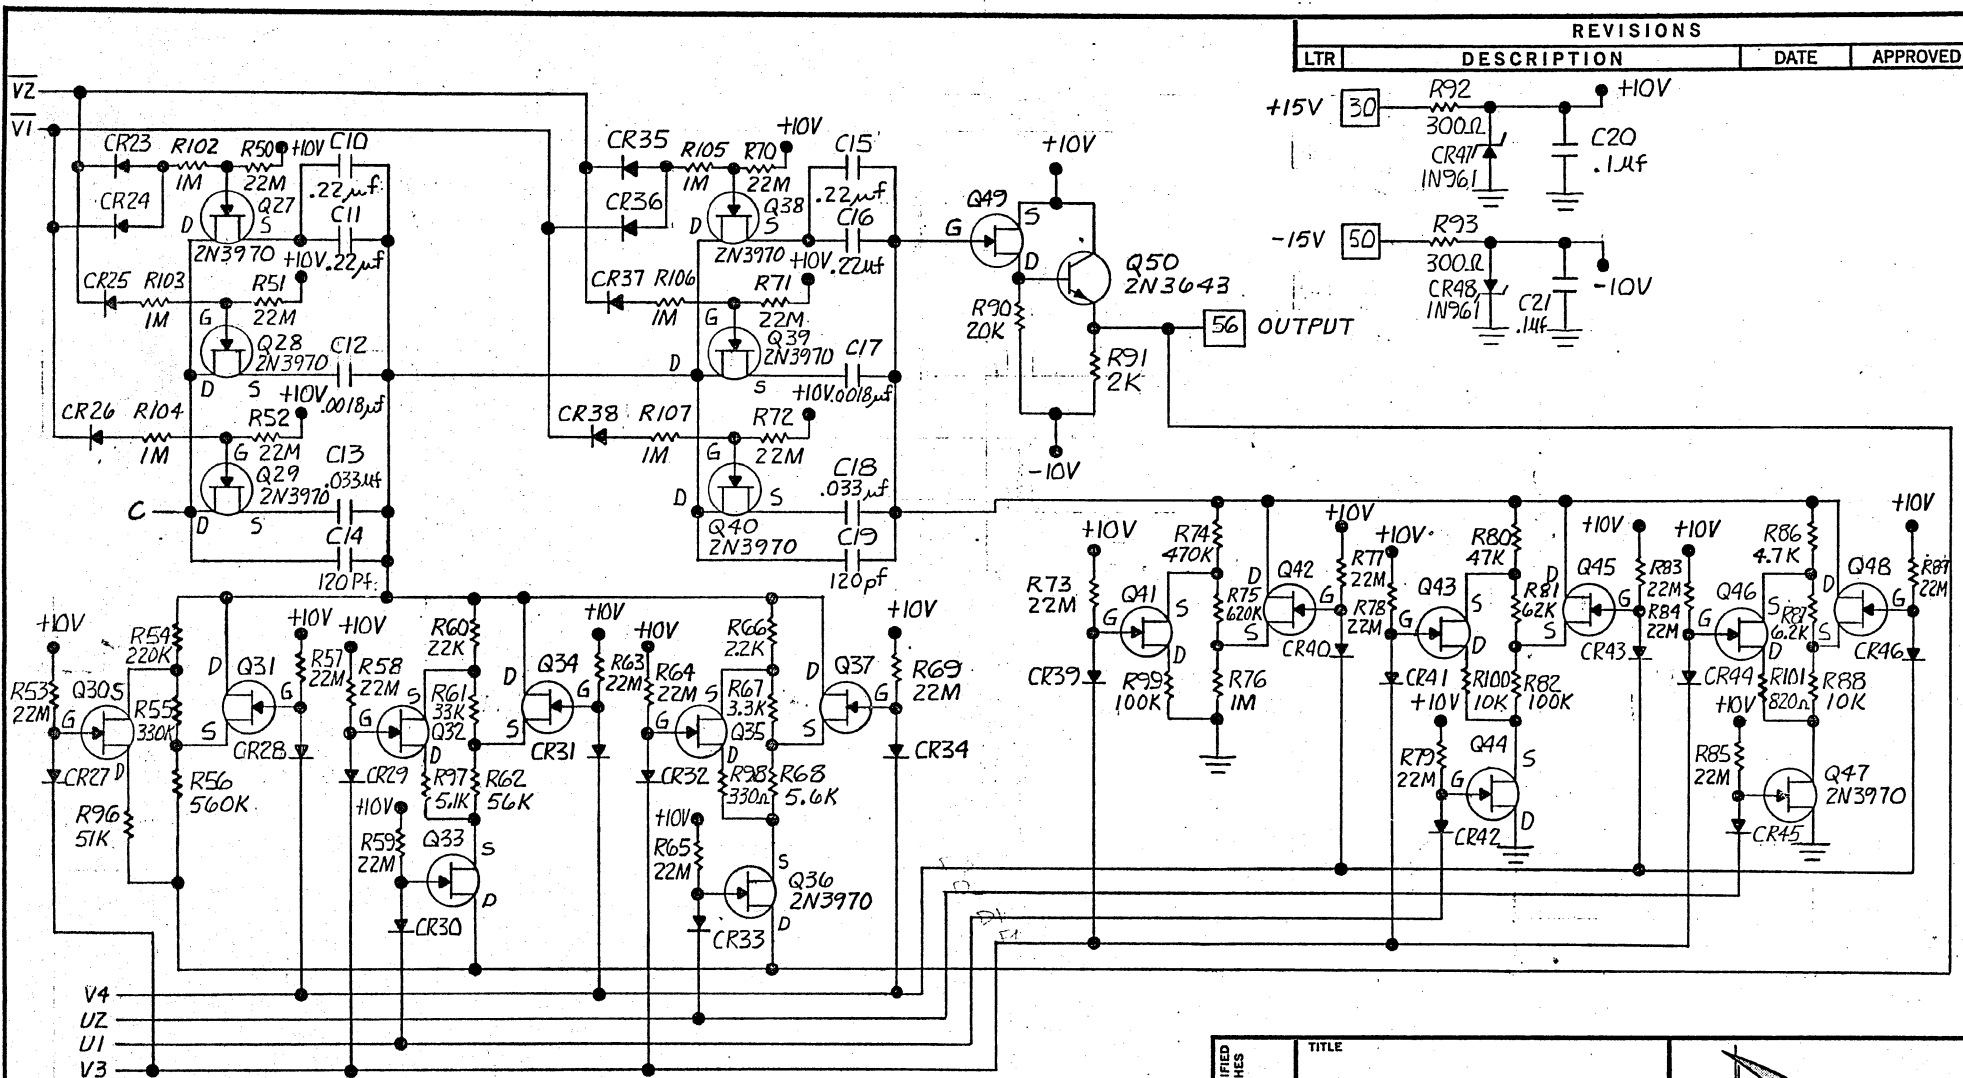 REVISIONS
LTR DESCRIPTION DATE APPROVED
V2
V1
CR23 R102 R50 +10V C10
1M 22M .22µf
CR24 Q27 C11
D S
2N3970 +10V .22µf
CR25 R103 R51
1M 22M
G
Q28 C12
2N3970
D S +10V .0018µf
CR26 R104 R52
1M G 22M C13
Q29 .033µf
2N3970
C D S C14
120Pf
CR35 R105 R70 +10V C15
1M 22M .22µf
CR36 Q38 C16
D S
2N3970 +10V .22µf
CR37 R106 R71
1M 22M
G
Q39 C17
2N3970
D S +10V .0018µf
CR38 R107 R72
1M 22M C18
.033µf
D S
Q40 C19
2N3970
120pf
+10V
Q49 S
G
D Q50
2N3643
R90
20K
56 OUTPUT
R91
2K
-10V
+15V 30 R92 +10V
300Ω
CR47 C20
1N961 .1µf
-15V 50 R93
300Ω
CR48 C21 -10V
1N961 .1µf
+10V R54
220K
R53 Q30 S
22M G R55
330K
CR27 D R56
560K
R96
51K
D Q31
S G
CR28
+10V
R57
22M
+10V
R58
22M
G
CR29
R60
22K
S R61
33K
Q32
D
R97 R62
5.1K 56K
+10V
R59 Q33
22M S
D
CR30
D Q34
S G
CR31
+10V
R63
22M
+10V
R64
22M
G
CR32
R66
2.2K
S R67
3.3K
Q35
D
R98 R68
330Ω 5.6K
+10V
R65
22M S
Q36
2N3970
D
CR33
D Q37
S G
CR34
+10V
R69
22M
+10V
R73
22M
G
CR39
R74
470K
Q41 S
R75
620K
D
R99 R76
100K 1M
D Q42
G
S
CR40
+10V
R77
22M
+10V
R78
22M
G
CR41
R80
47K
Q43 S
R81
62K
D
R100 R82
10K 100K
+10V
R79 Q44
22M G S
D
CR42
D Q45
G
S
CR43
+10V
R83
22M
+10V
R84
22M
G
CR44
R86
4.7K
Q46 S
6.2K
D
R101 R88
820Ω 10K
+10V
R85
22M Q47
2N3970
CR45
D Q48
G
S
CR46
+10V
22M
V4
U2
U1
V3
TITLE